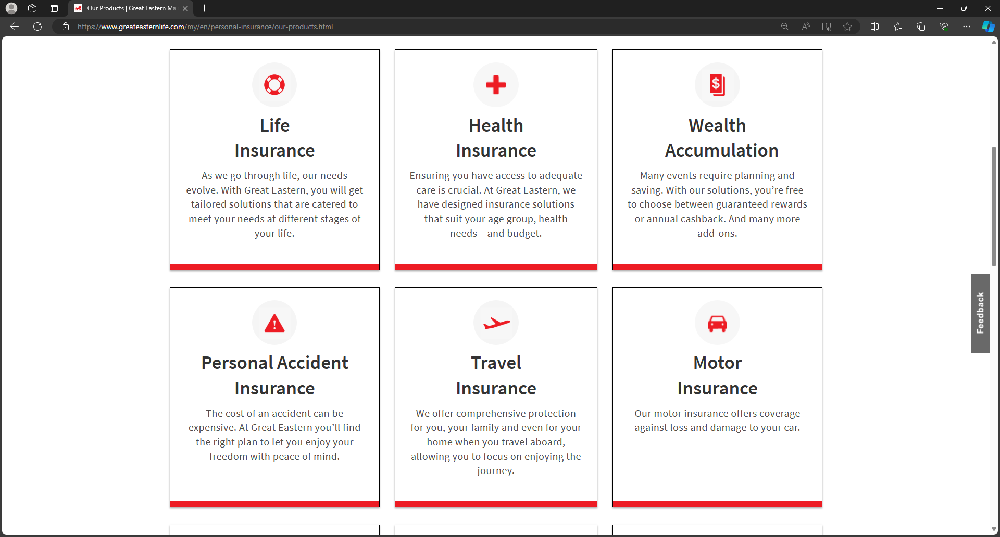 Our Products | Great Eastern Mal
https://www.greateasternlife.com/my/en/personal-insurance/our-products.html
Life
Insurance
As we go through life, our needs
evolve. With Great Eastern, you will get
tailored solutions that are catered to
meet your needs at different stages of
your life.
Health
Insurance
Ensuring you have access to adequate
care is crucial. At Great Eastern, we
have designed insurance solutions
that suit your age group, health
needs – and budget.
Wealth
Accumulation
Many events require planning and
saving. With our solutions, you’re free
to choose between guaranteed rewards
or annual cashback. And many more
add-ons.
Personal Accident
Insurance
The cost of an accident can be
expensive. At Great Eastern you’ll find
the right plan to let you enjoy your
freedom with peace of mind.
Travel
Insurance
We offer comprehensive protection
for you, your family and even for your
home when you travel aboard,
allowing you to focus on enjoying the
journey.
Motor
Insurance
Our motor insurance offers coverage
against loss and damage to your car.
Feedback